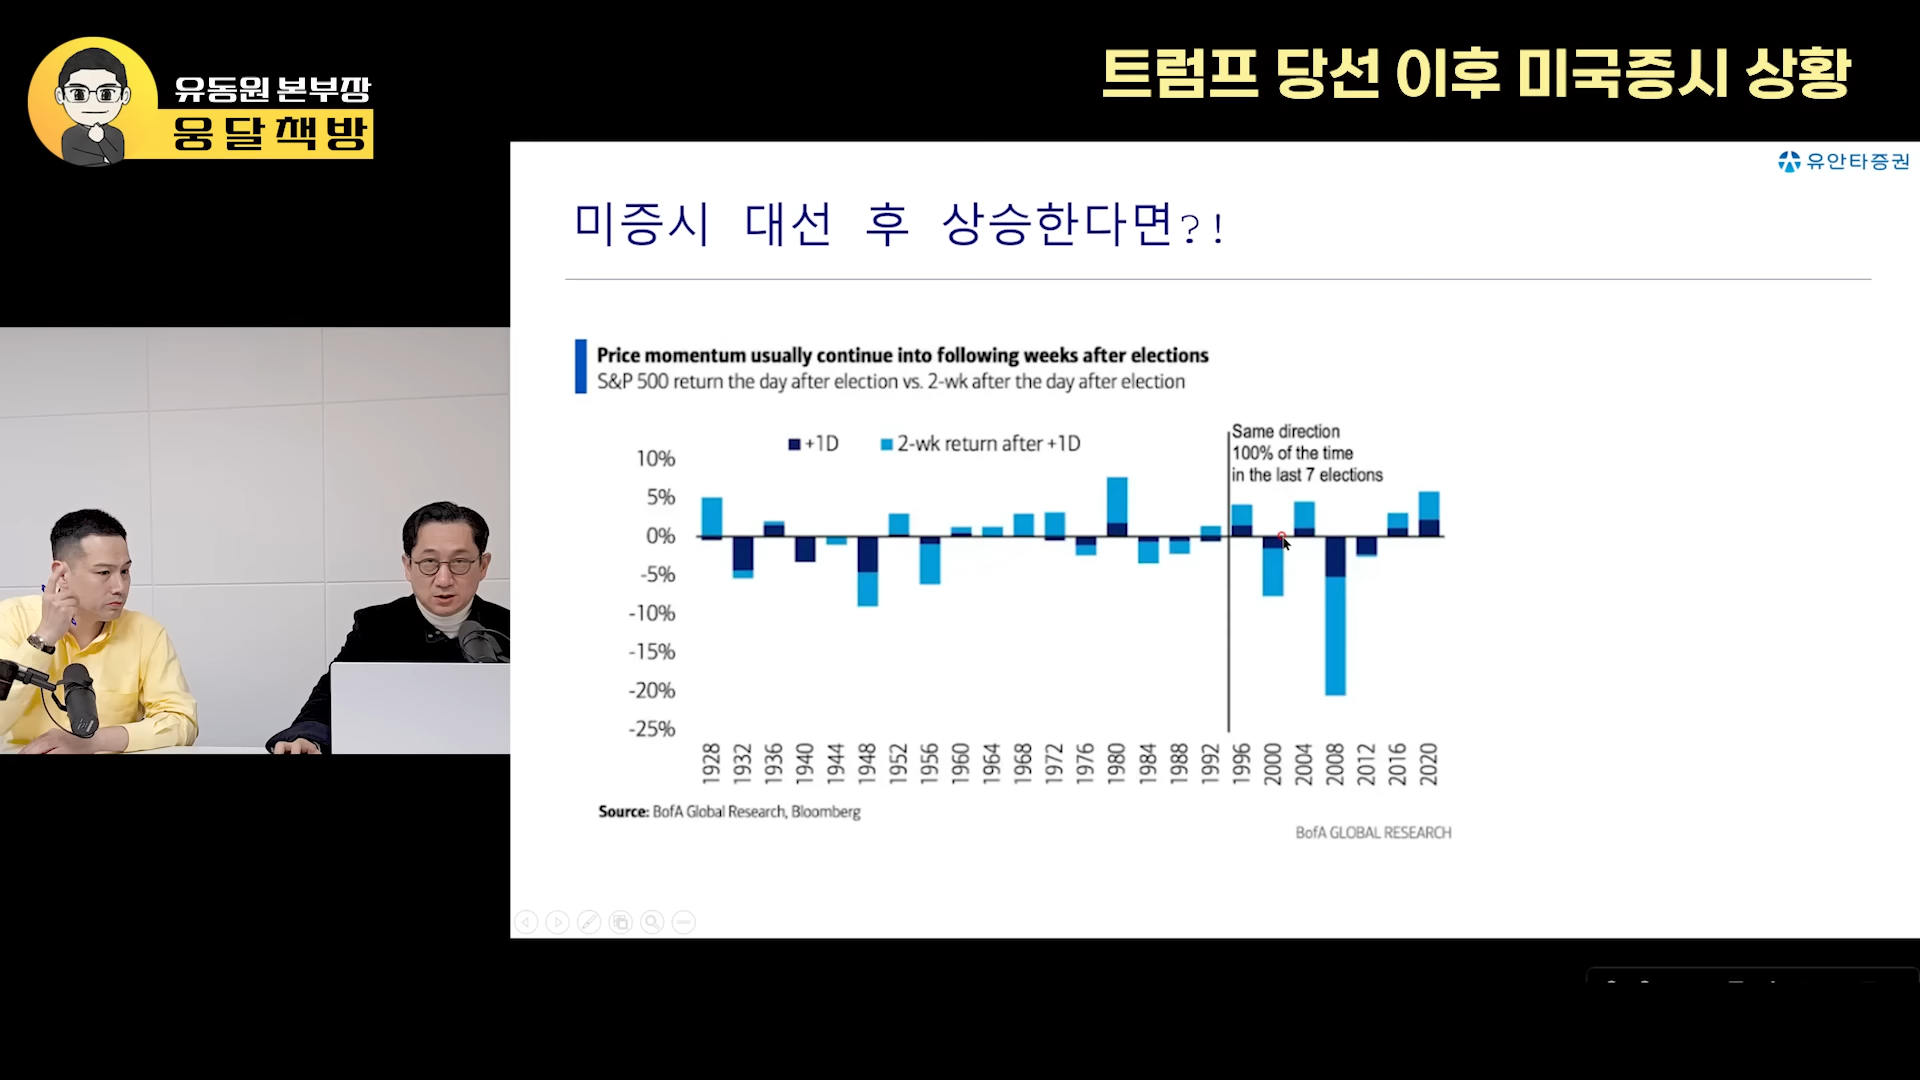 유동원 본부장
웅달책방
트럼프 당선 이후 미국증시 상황
유안타증권
미증시 대선 후 상승한다면?!
Price momentum usually continue into following weeks after elections
S&P 500 return the day after election vs. 2-wk after the day after election
+1D 2-wk return after +1D
Same direction
100% of the time
in the last 7 elections
10%
5%
0%
-5%
-10%
-15%
-20%
-25%
1928 1932 1936 1940 1944 1948 1952 1956 1960 1964 1968 1972 1976 1980 1984 1988 1992 1996 2000 2004 2008 2012 2016 2020
Source: BofA Global Research, Bloomberg
BofA GLOBAL RESEARCH